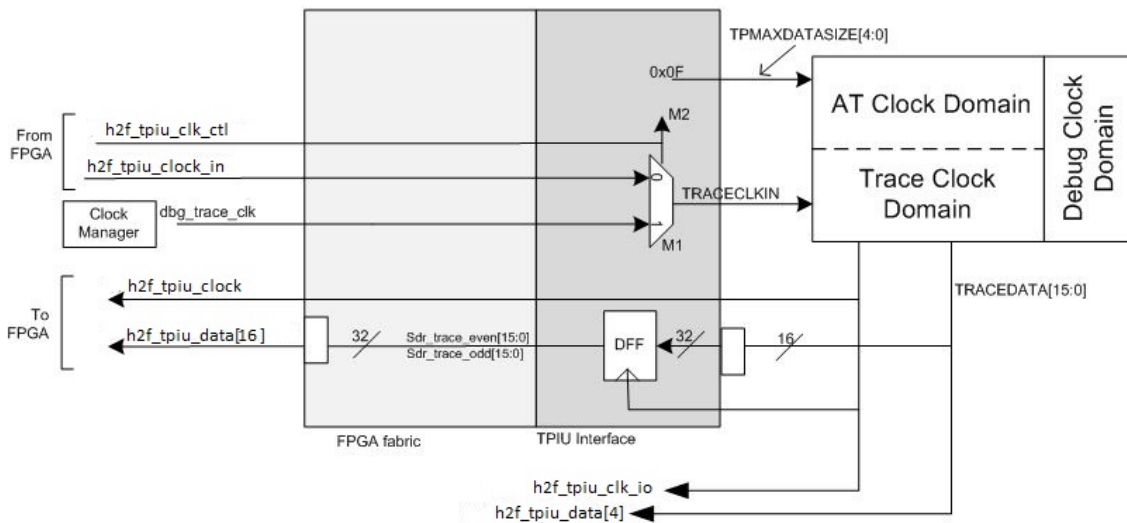 TPMAXDATASIZE[4:0]
0x0F
AT Clock Domain
Debug Clock
Domain
M2
From
FPGA
h2f_tpiu_clk_ctl
h2f_tpiu_clock_in
0
TRACECLKIN
Trace Clock
Domain
Clock
Manager
dbg_trace_clk
1
M1
To
FPGA
h2f_tpiu_clock
TRACEDATA[15:0]
h2f_tpiu_data[16]
32
Sdr_trace_even[15:0]
Sdr_trace_odd[15:0]
DFF
32
16
FPGA fabric
TPIU Interface
h2f_tpiu_clk_io
h2f_tpiu_data[4]